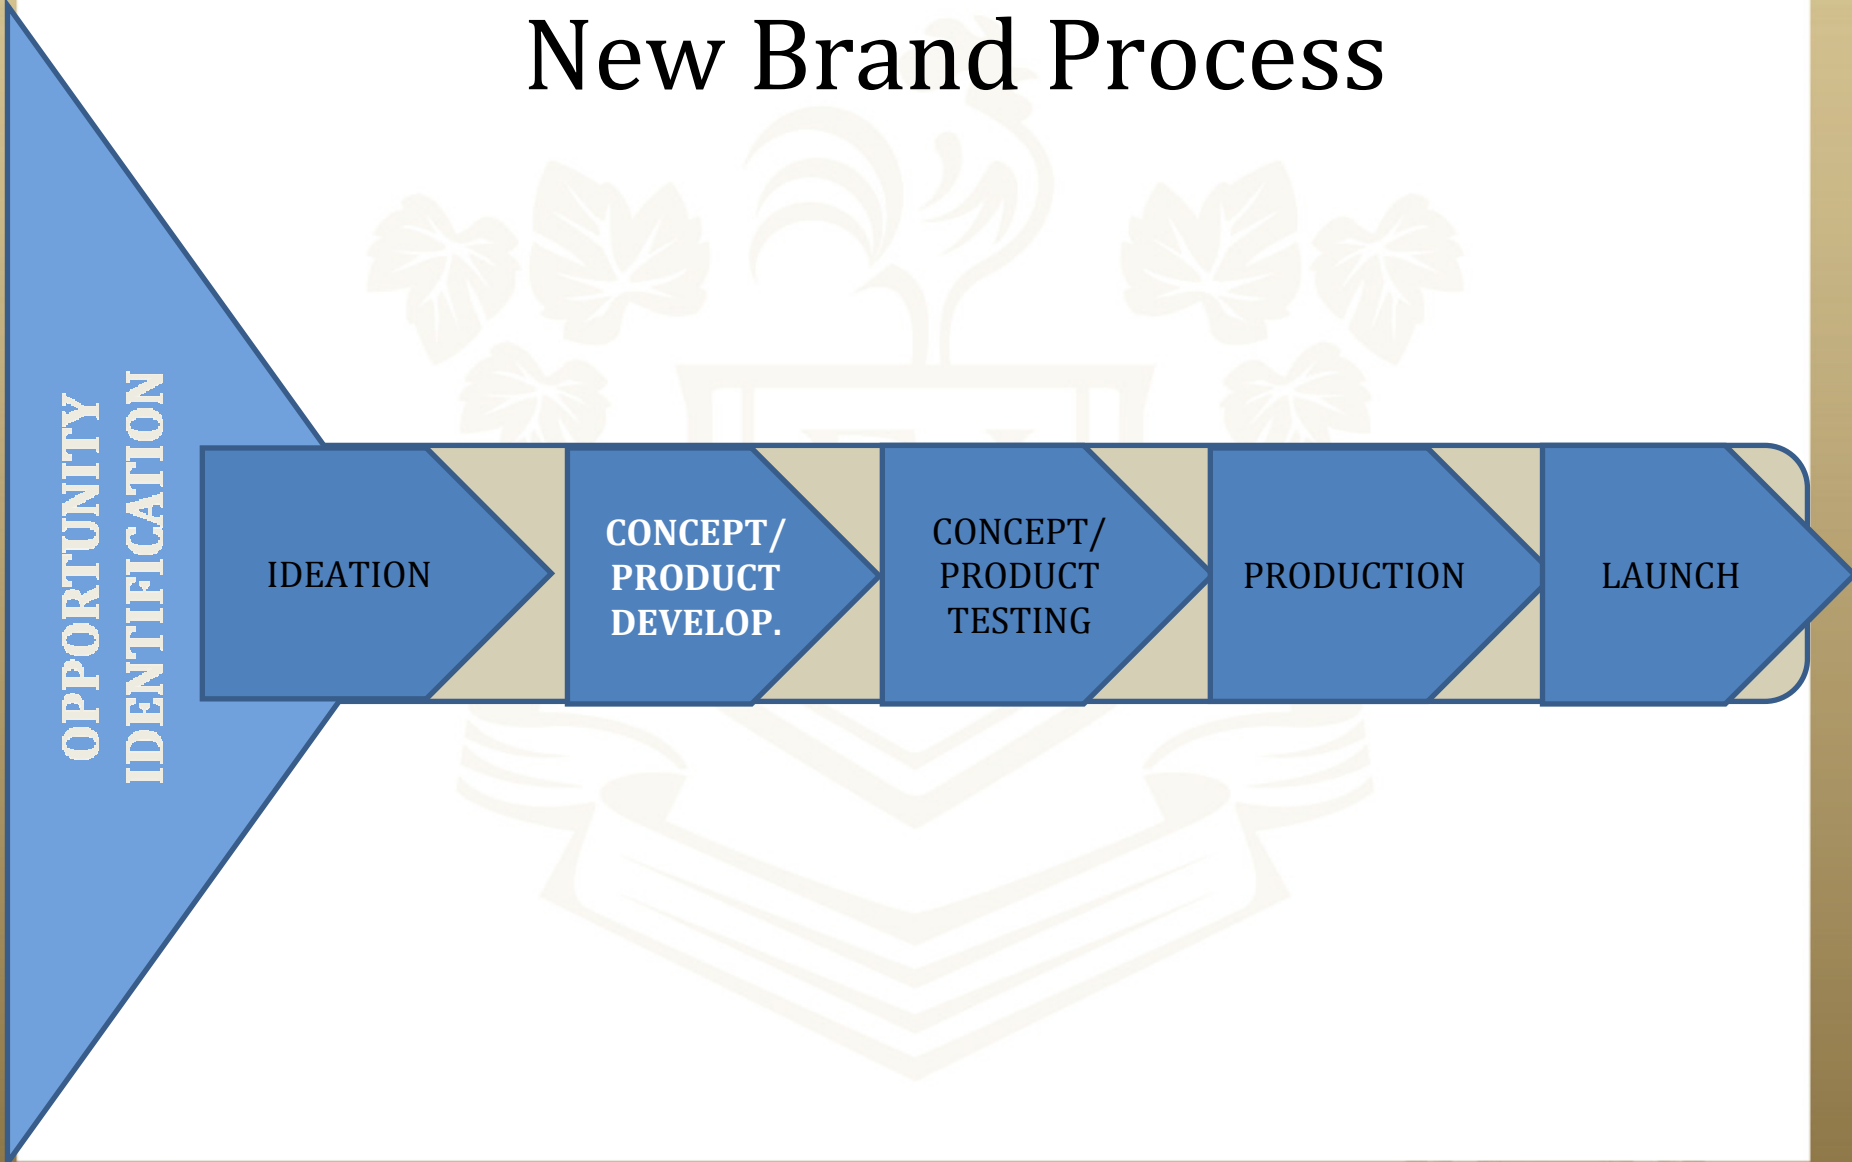 New Brand Process
OPPORTUNITY
IDENTIFICATION
IDEATION
CONCEPT/
PRODUCT
DEVELOP.
CONCEPT/
PRODUCT
TESTING
PRODUCTION
LAUNCH